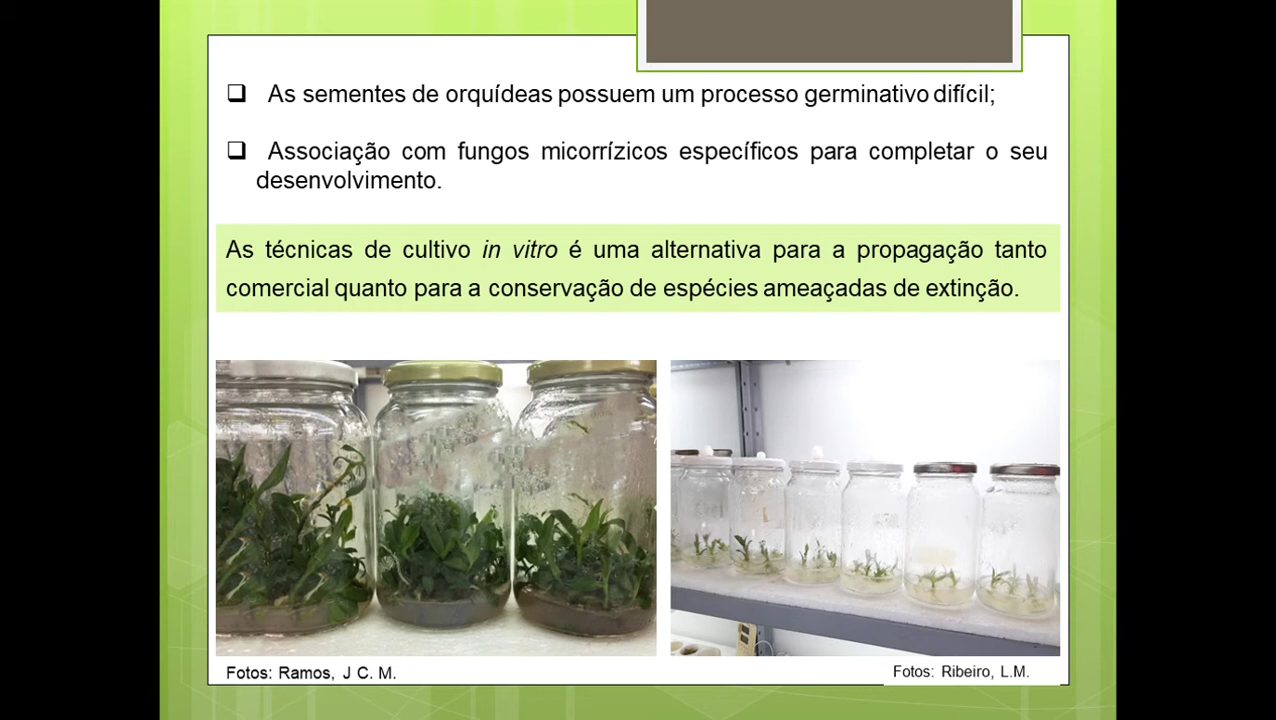 As sementes de orquídeas possuem um processo germinativo difícil;
Associação com fungos micorrízicos específicos para completar o seu
desenvolvimento.
As técnicas de cultivo in vitro é uma alternativa para a propagação tanto
comercial quanto para a conservação de espécies ameaçadas de extinção.
Fotos: Ramos, J C. M.
Fotos: Ribeiro, L.M.